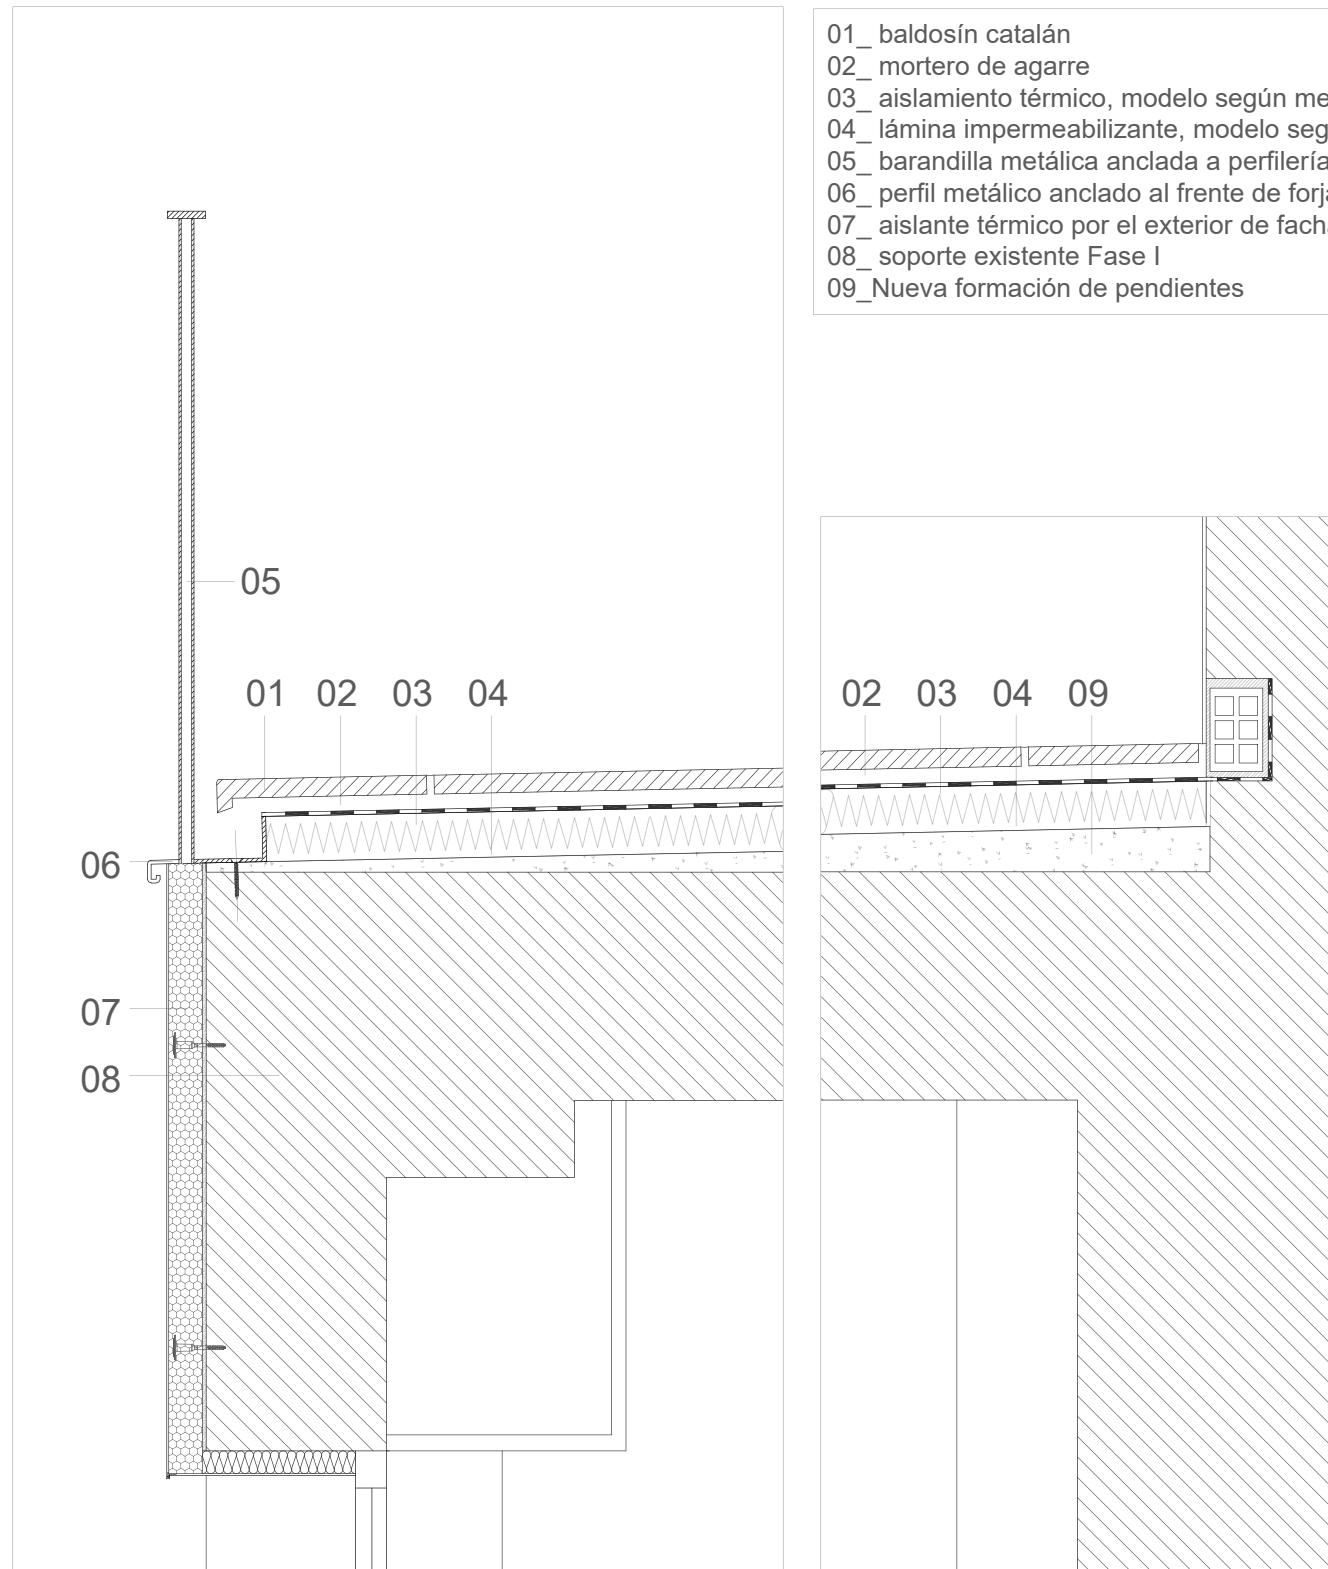 01_ baldosín catalán
02_ mortero de agarre
03_ aislamiento térmico, modelo según me
04_ lámina impermeabilizante, modelo seg
05_ barandilla metálica anclada a perfilería
06_ perfil metálico anclado al frente de forja
07_ aislante térmico por el exterior de facha
08_ soporte existente Fase I
09_Nueva formación de pendientes
05
01 02 03 04
02 03 04 09
06
07
08